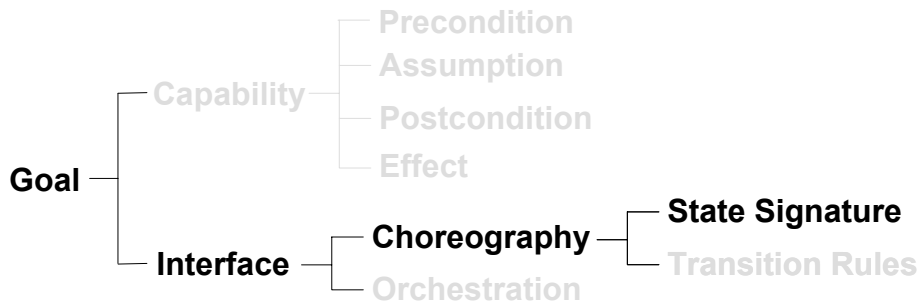 Precondition
Assumption
Capability
Postcondition
Effect
Goal
State Signature
Choreography
Interface
Transition Rules
Orchestration